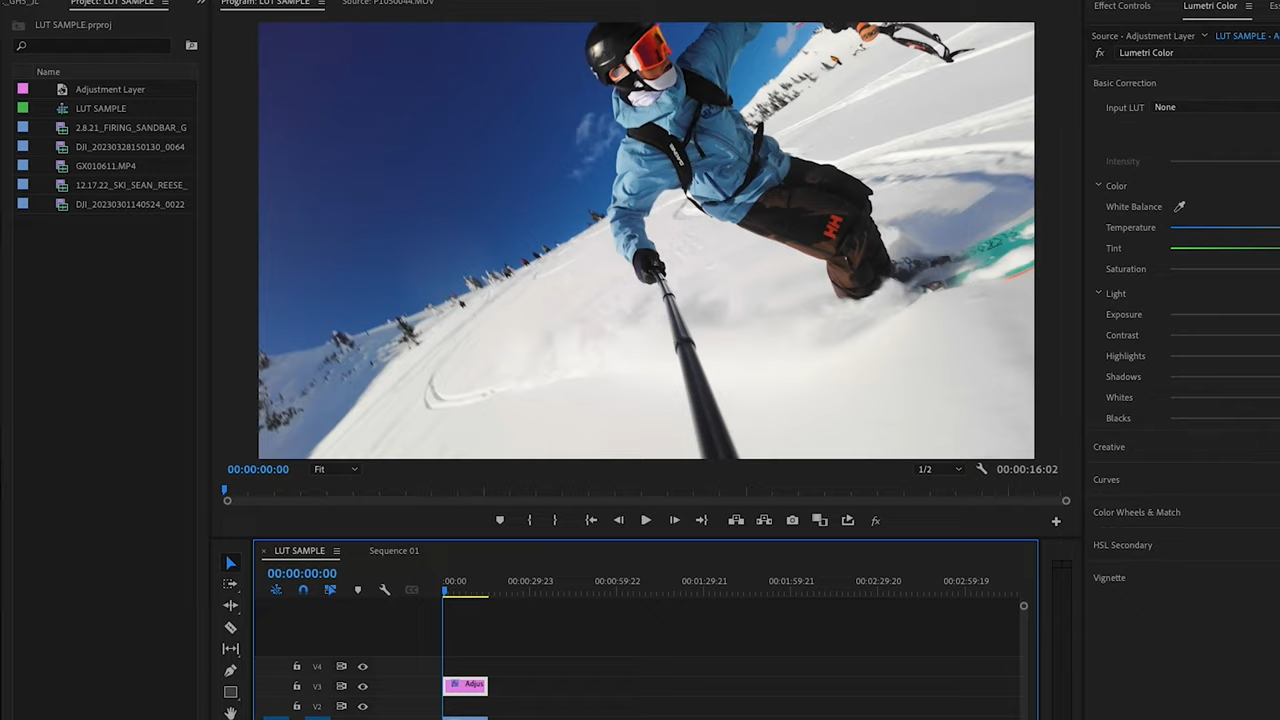 _GH5_JL
Project: LUT SAMPLE
Program: LUT SAMPLE
Source: P1050044.MOV
Effect Controls
Lumetri Color
Ess
LUT SAMPLE.prproj
Source - Adjustment Layer
LUT SAMPLE - A
fx
Lumetri Color
Name
Adjustment Layer
LUT SAMPLE
2.8.21_FIRING_SANDBAR_G
DJI_20230328150130_0064
GX010611.MP4
12.17.22_SKI_SEAN_REESE_
DJI_20230301140524_0022
HH
DAKINE
Basic Correction
Input LUT
None
Intensity
Color
White Balance
Temperature
Tint
Saturation
Light
Exposure
Contrast
Highlights
Shadows
Whites
Blacks
Creative
Curves
Color Wheels & Match
HSL Secondary
Vignette
00:00:00:00
Fit
1/2
00:00:16:02
fx
LUT SAMPLE
Sequence 01
00:00:00:00
:00:00
00:00:29:23
00:00:59:22
00:01:29:21
00:01:59:21
00:02:29:20
00:02:59:19
V4
V3
fx
Adjus
V2